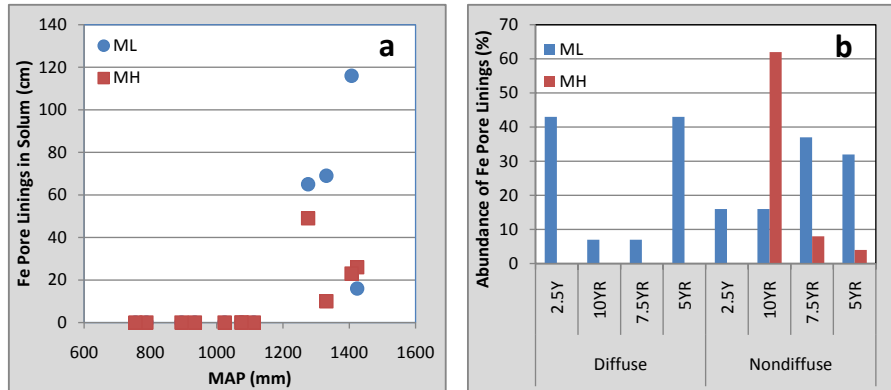 a
ML
MH
Fe Pore Linings in Solum (cm)
140
120
100
80
60
40
20
0
600 800 1000 1200 1400 1600
MAP (mm)
b
ML
MH
Abundance of Fe Pore Linings (%)
70
60
50
40
30
20
10
0
2.5Y 10YR 7.5YR 5YR 2.5Y 10YR 7.5YR 5YR
Diffuse Nondiffuse